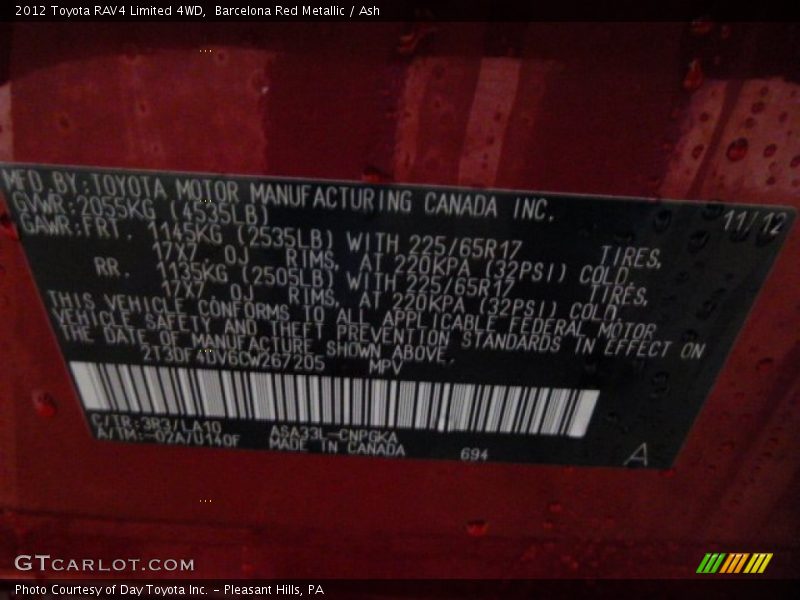 2012 Toyota RAV4 Limited 4WD,  Barcelona Red Metallic / Ash
MFD.BY:TOYOTA MOTOR MANUFACTURING CANADA INC.
GVWR:2055KG (4535LB) 11/12
GAWR:FRT. 1145KG (2535LB) WITH 225/65R17 TIRES,
17X7.0J RIMS, AT 220KPA (32PSI) COLD
RR. 1135KG (2505LB) WITH 225/65R17 TIRES,
17X7.0J RIMS, AT 220KPA (32PSI) COLD,
THIS VEHICLE CONFORMS TO ALL APPLICABLE FEDERAL MOTOR
VEHICLE SAFETY AND THEFT PREVENTION STANDARDS IN EFFECT ON
THE DATE OF MANUFACTURE SHOWN ABOVE.
MPV
C/TR:3R3/LA10 ASA33L-CNPGKA
A/TM:-02A/U140F MADE IN CANADA 694 A
GTCARLOT.COM
Photo Courtesy of Day Toyota Inc. - Pleasant Hills, PA